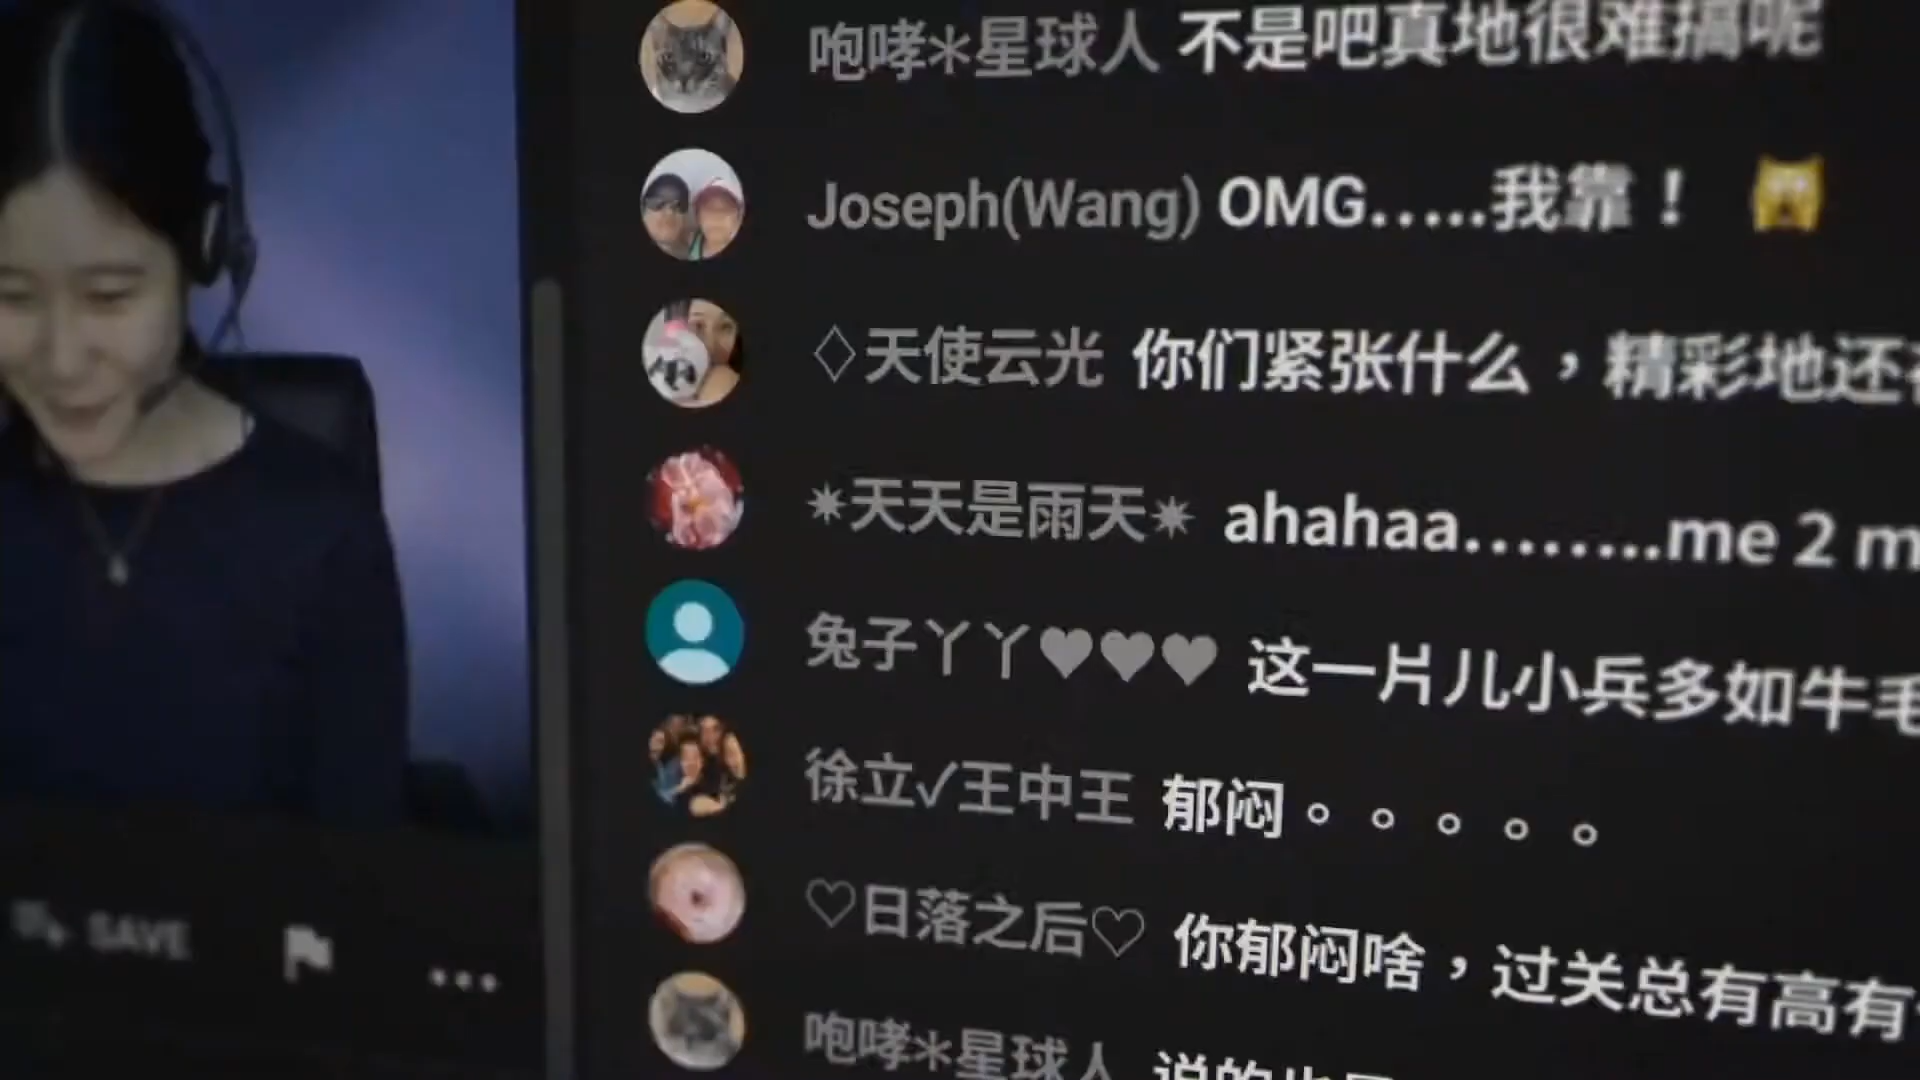 咆哮*星球人 不是吧真地很难搞呢
Joseph(Wang) OMG.....我靠！
♢天使云光 你们紧张什么，精彩地还
✷天天是雨天✷ ahahaa........me 2 m
兔子丫丫♥♥♥ 这一片儿小兵多如牛毛
徐立✓王中王 郁闷。。。。。
♡日落之后♡ 你郁闷啥，过关总有高有
咆哮*星球人
SAVE